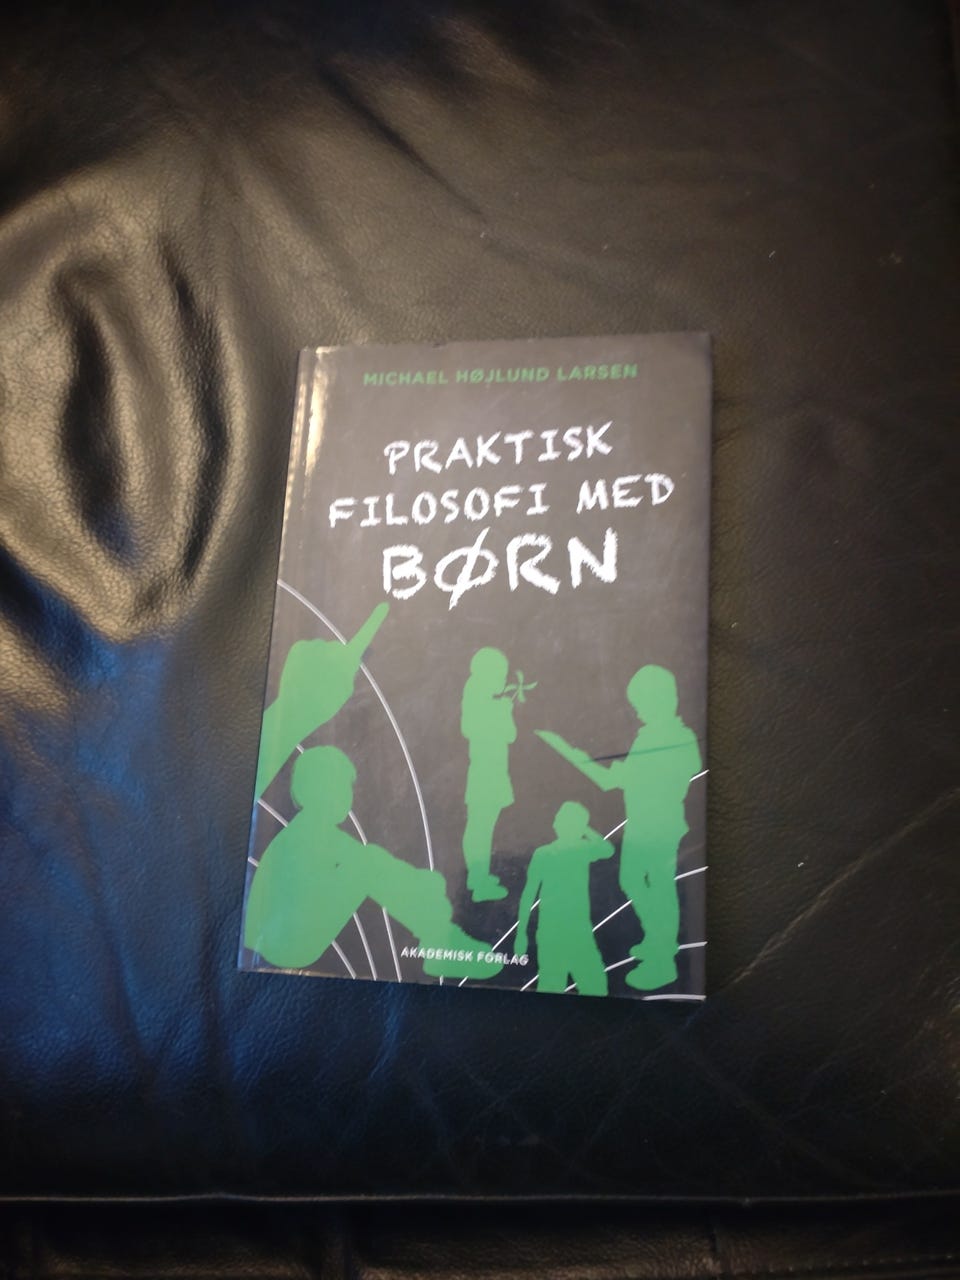 MICHAEL HØJLUND LARSEN
PRAKTISK
FILOSOFI MED
BØRN
AKADEMISK FORLAG